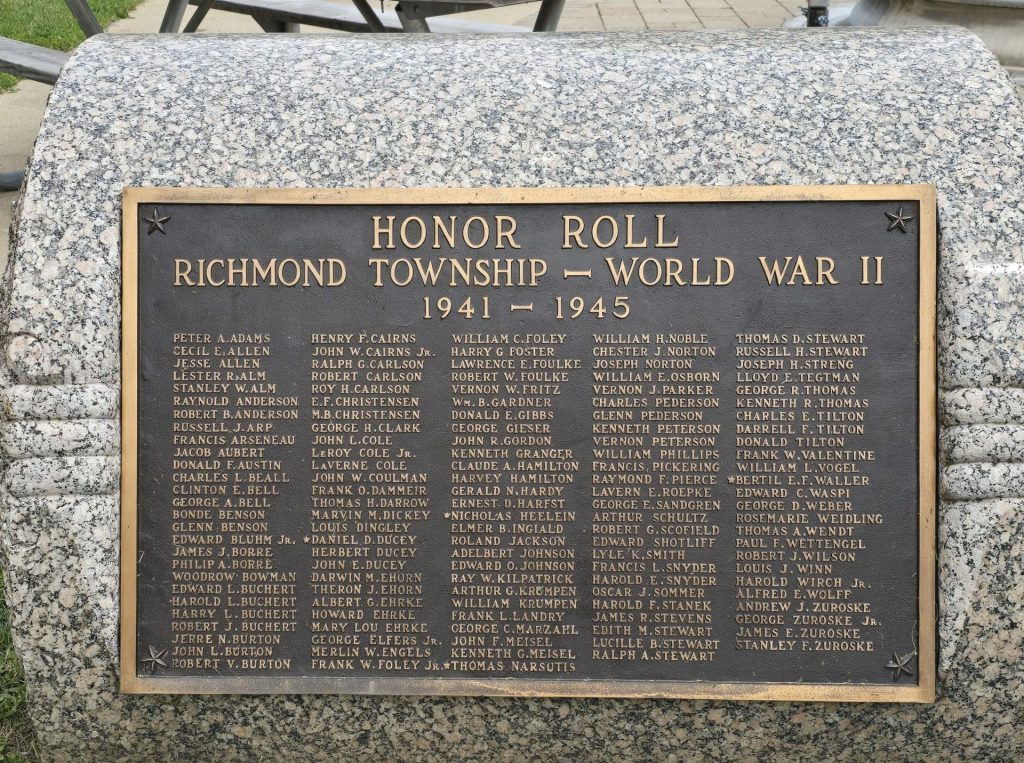 HONOR ROLL
RICHMOND TOWNSHIP — WORLD WAR II
1941 — 1945
PETER A. ADAMS
CECIL E. ALLEN
JESSE ALLEN
LESTER R. ALM
STANLEY W. ALM
RAYNOLD ANDERSON
ROBERT B. ANDERSON
RUSSELL J. ARP
FRANCIS ARSENEAU
JACOB AUBERT
DONALD F. AUSTIN
CHARLES L. BEALL
CLINTON E. BELL
GEORGE A. BELL
BONDE BENSON
GLENN BENSON
EDWARD BLUHM JR.
JAMES J. BORRE
PHILIP A. BORRE
WOODROW BOWMAN
EDWARD L. BUCHERT
HAROLD L. BUCHERT
HARRY L. BUCHERT
ROBERT J. BUCHERT
JERRE N. BURTON
JOHN L. BURTON
ROBERT V. BURTON
HENRY F. CAIRNS
JOHN W. CAIRNS JR.
RALPH G. CARLSON
ROBERT CARLSON
ROY H. CARLSON
E. F. CHRISTENSEN
M. B. CHRISTENSEN
GEORGE H. CLARK
JOHN L. COLE
LEROY COLE JR.
LAVERNE COLE
JOHN W. COULMAN
FRANK O. DAMMEIR
THOMAS H. DARROW
MARVIN M. DICKEY
LOUIS DINGLEY
★DANIEL D. DUCEY
HERBERT DUCEY
JOHN E. DUCEY
DARWIN M. EHORN
THERON J. EHORN
ALBERT G. EHRKE
HOWARD EHRKE
MARY LOU EHRKE
GEORGE ELFERS JR.
MERLIN W. ENGELS
FRANK W. FOLEY JR.
WILLIAM C. FOLEY
HARRY G FOSTER
LAWRENCE E. FOULKE
ROBERT W. FOULKE
VERNON W. FRITZ
WM. B. GARDNER
DONALD E. GIBBS
GEORGE GIESER
JOHN R. GORDON
KENNETH GRANGER
CLAUDE A. HAMILTON
HARVEY HAMILTON
GERALD N. HARDY
ERNEST D. HARFST
★NICHOLAS HEELEIN
ELMER B. INGIALD
ROLAND JACKSON
ADELBERT JOHNSON
EDWARD O. JOHNSON
RAY W. KILPATRICK
ARTHUR G. KRUMPEN
WILLIAM KRUMPEN
FRANK L. LANDRY
GEORGE C. MARZAHL
JOHN F. MEISEL
KENNETH G. MEISEL
★THOMAS NARSUTIS
WILLIAM H. NOBLE
CHESTER J. NORTON
JOSEPH NORTON
WILLIAM E. OSBORN
VERNON J. PARKER
CHARLES PEDERSON
GLENN PEDERSON
KENNETH PETERSON
VERNON PETERSON
WILLIAM PHILLIPS
FRANCIS. PICKERING
RAYMOND F. PIERCE
LAVERN E. ROEPKE
GEORGE E. SANDGREN
ARTHUR SCHULTZ
ROBERT G. SCOFIELD
EDWARD SHOTLIFF
LYLE K. SMITH
FRANCIS L. SNYDER
HAROLD E. SNYDER
OSCAR J. SOMMER
HAROLD F. STANEK
JAMES R. STEVENS
EDITH M. STEWART
LUCILLE B. STEWART
RALPH A. STEWART
THOMAS D. STEWART
RUSSELL H. STEWART
JOSEPH H. STRENG
LLOYD E. TEGTMAN
GEORGE R. THOMAS
KENNETH R. THOMAS
CHARLES E. TILTON
DARRELL F. TILTON
DONALD TILTON
FRANK W. VALENTINE
WILLIAM L. VOGEL
★BERTIL E. F. WALLER
EDWARD C. WASPI
GEORGE D. WEBER
ROSEMARIE WEIDLING
THOMAS A. WENDT
PAUL F. WETTENGEL
ROBERT J. WILSON
LOUIS J. WINN
HAROLD WIRCH JR.
ALFRED E. WOLFF
ANDREW J. ZUROSKE
GEORGE ZUROSKE JR.
JAMES E. ZUROSKE
STANLEY F. ZUROSKE